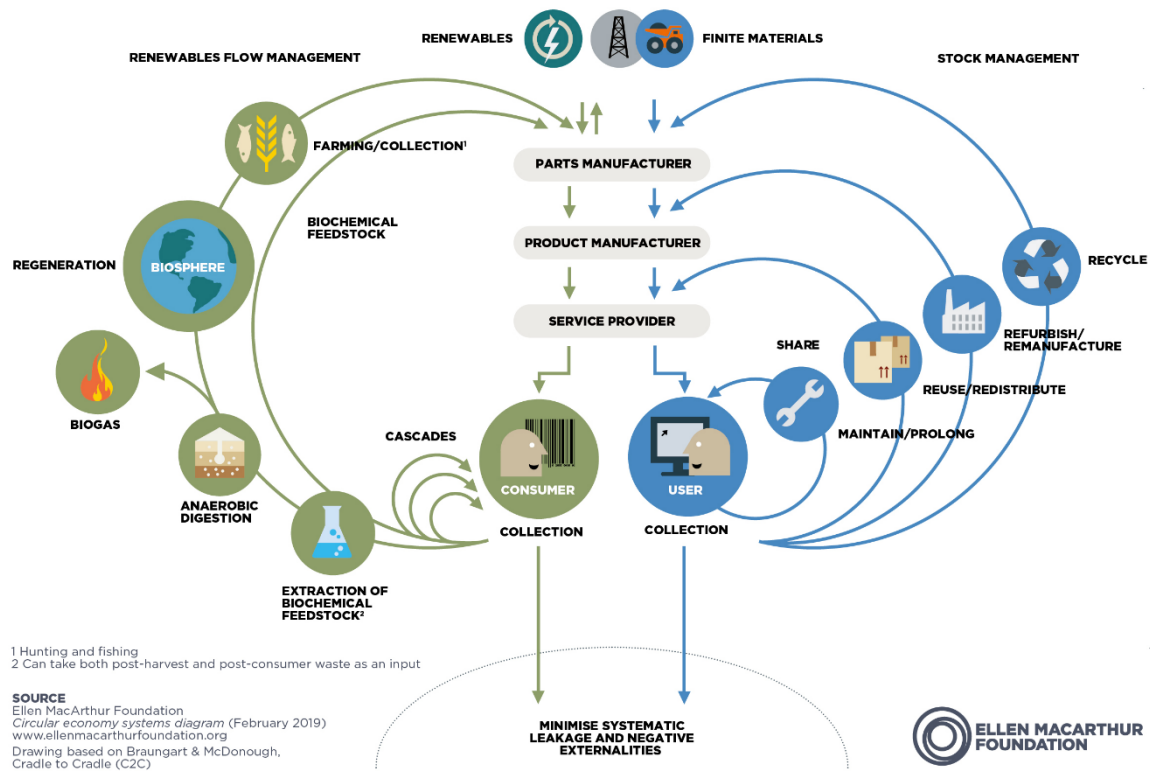 RENEWABLES
FINITE MATERIALS
RENEWABLES FLOW MANAGEMENT
STOCK MANAGEMENT
FARMING/COLLECTION¹
PARTS MANUFACTURER
BIOCHEMICAL
FEEDSTOCK
PRODUCT MANUFACTURER
REGENERATION
BIOSPHERE
RECYCLE
SERVICE PROVIDER
SHARE
REFURBISH/
REMANUFACTURE
REUSE/REDISTRIBUTE
BIOGAS
CASCADES
MAINTAIN/PROLONG
CONSUMER
USER
ANAEROBIC
DIGESTION
COLLECTION
COLLECTION
EXTRACTION OF
BIOCHEMICAL
FEEDSTOCK²
1 Hunting and fishing
2 Can take both post-harvest and post-consumer waste as an input
SOURCE
Ellen MacArthur Foundation
Circular economy systems diagram (February 2019)
www.ellenmacarthurfoundation.org
Drawing based on Braungart & McDonough,
Cradle to Cradle (C2C)
MINIMISE SYSTEMATIC
LEAKAGE AND NEGATIVE
EXTERNALITIES
ELLEN MACARTHUR
FOUNDATION